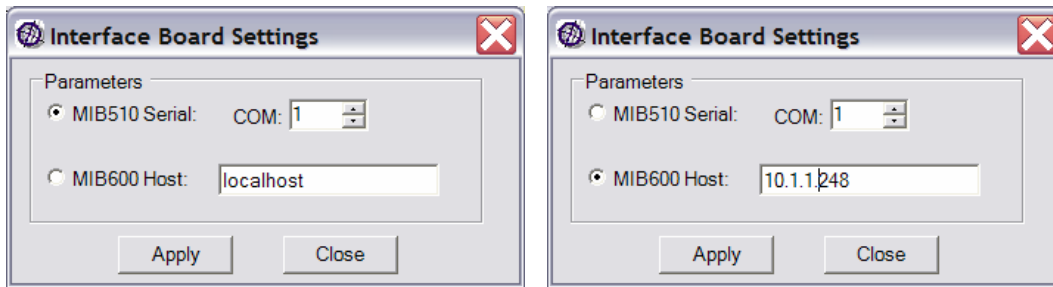 Interface Board Settings
Parameters
MIB510 Serial: COM: 1
MIB600 Host: localhost
Apply Close
Interface Board Settings
Parameters
MIB510 Serial: COM: 1
MIB600 Host: 10.1.1.248
Apply Close